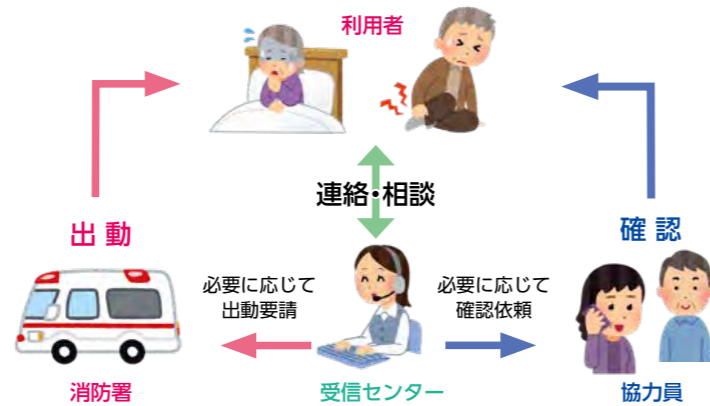 利用者
連絡・相談
出動
確認
必要に応じて
出動要請
必要に応じて
確認依頼
消防署
受信センター
協力員